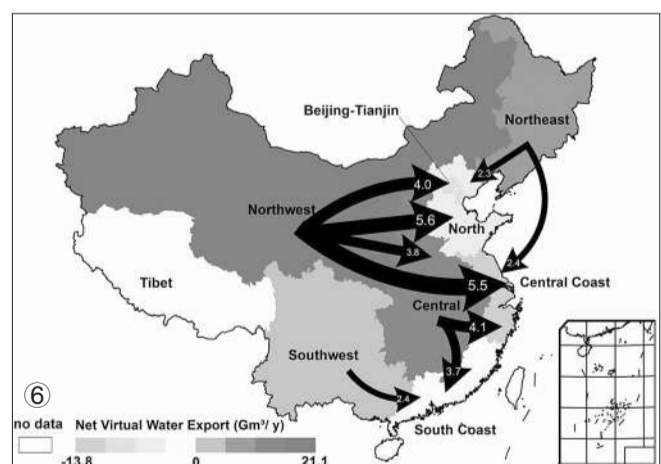 Beijing-Tianjin
Northeast
2.3
4.0
Northwest
5.6
North
3.8
2.4
Tibet
5.5
Central Coast
Central
4.1
Southwest
3.7
⑥
2.4
no data
Net Virtual Water Export (Gm³/ y)
South Coast
-13.8 0 21.1